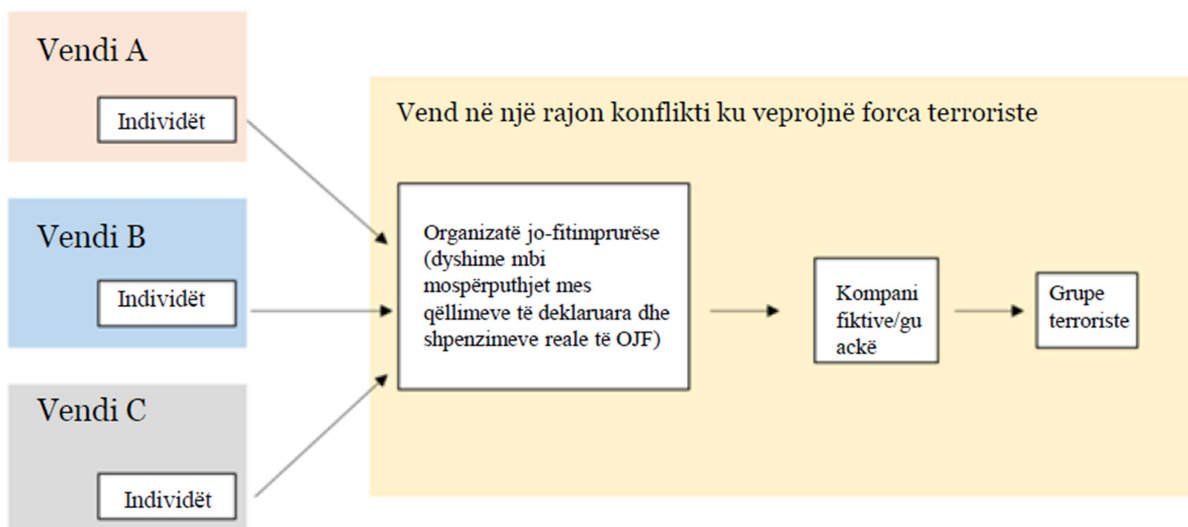 Vendi A
Individët
Vendi B
Individët
Vendi C
Individët
Vend në një rajon konflikti ku veprojnë forca terroriste
Organizatë jo-fitimprurëse
(dyshime mbi
mospërputhjet mes
qëllimeve të deklaruara dhe
shpenzimeve reale të OJF)
Kompani
fiktive/gu
ackë
Grupe
terroriste